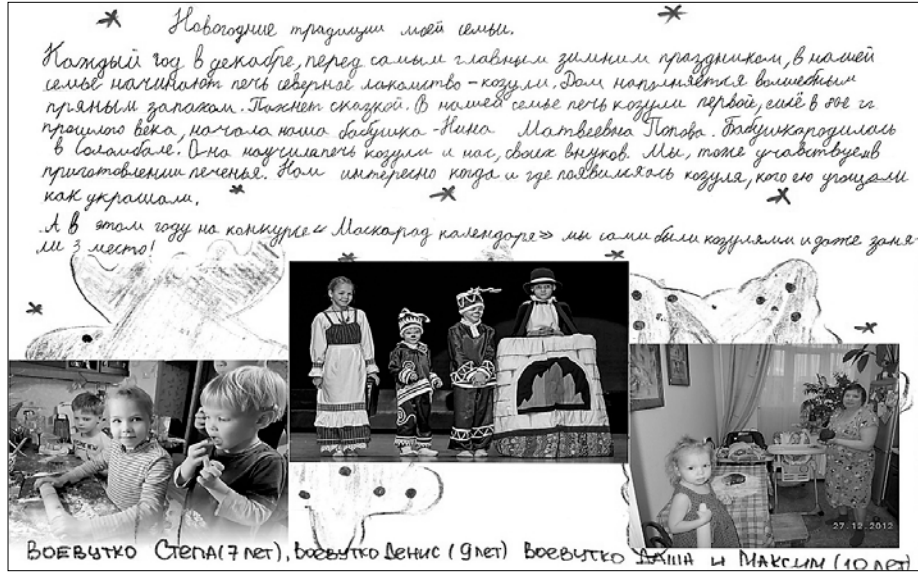 Новогодние традиции моей семьи.
Каждый год в декабре, перед самым главным зимним праздником, в нашей
семье начинают печь северное лакомство - козули. Дом наполняется волшебным
пряным запахом. Пахнет сказкой. В нашей семье печь козули первой, ещё в 80е гг
прошлого века, начала наша бабушка - Нина Матвеевна Попова. Бабушка родилась
в Соломбале. Она научила печь козули и нас, своих внуков. Мы, тоже учавствуем в
приготовлении печенья. Нам интересно когда и где появилась козуля, кого ею угощали
как украшали.
А в этом году на конкурсе «Маскарад календаря» мы сами были козулями и даже заня-
ли 3 место!
27.12.2012
Воевутко Степа (7 лет), Воевутко Денис (9 лет) Воевутко Даша и Максим (10 лет)